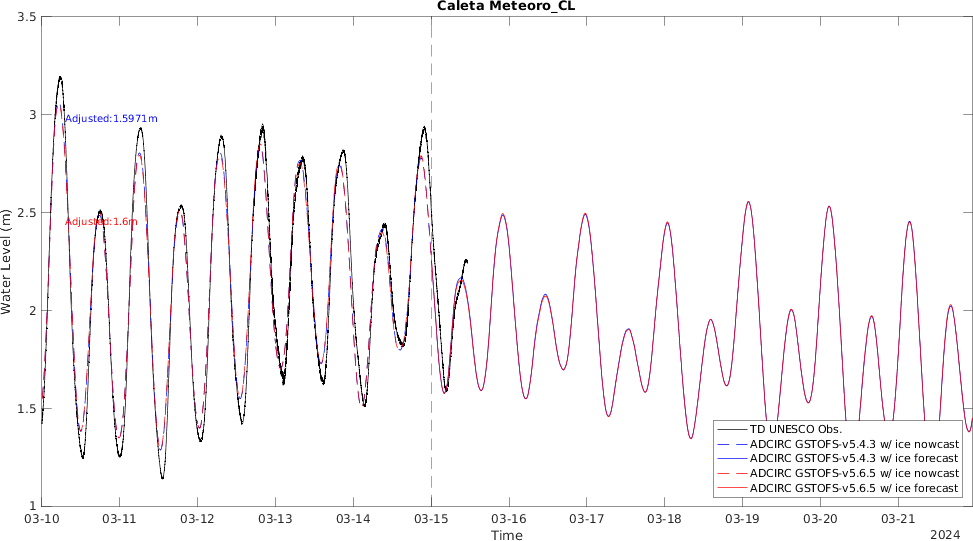 Caleta Meteoro_CL
3.5
3
2.5
2
1.5
1
Water Level (m)
Adjusted:1.5971m
Adjusted:1.6m
TD UNESCO Obs.
ADCIRC GSTOFS-v5.4.3 w/ ice nowcast
ADCIRC GSTOFS-v5.4.3 w/ ice forecast
ADCIRC GSTOFS-v5.6.5 w/ ice nowcast
ADCIRC GSTOFS-v5.6.5 w/ ice forecast
03-10 03-11 03-12 03-13 03-14 03-15 03-16 03-17 03-18 03-19 03-20 03-21
Time
2024